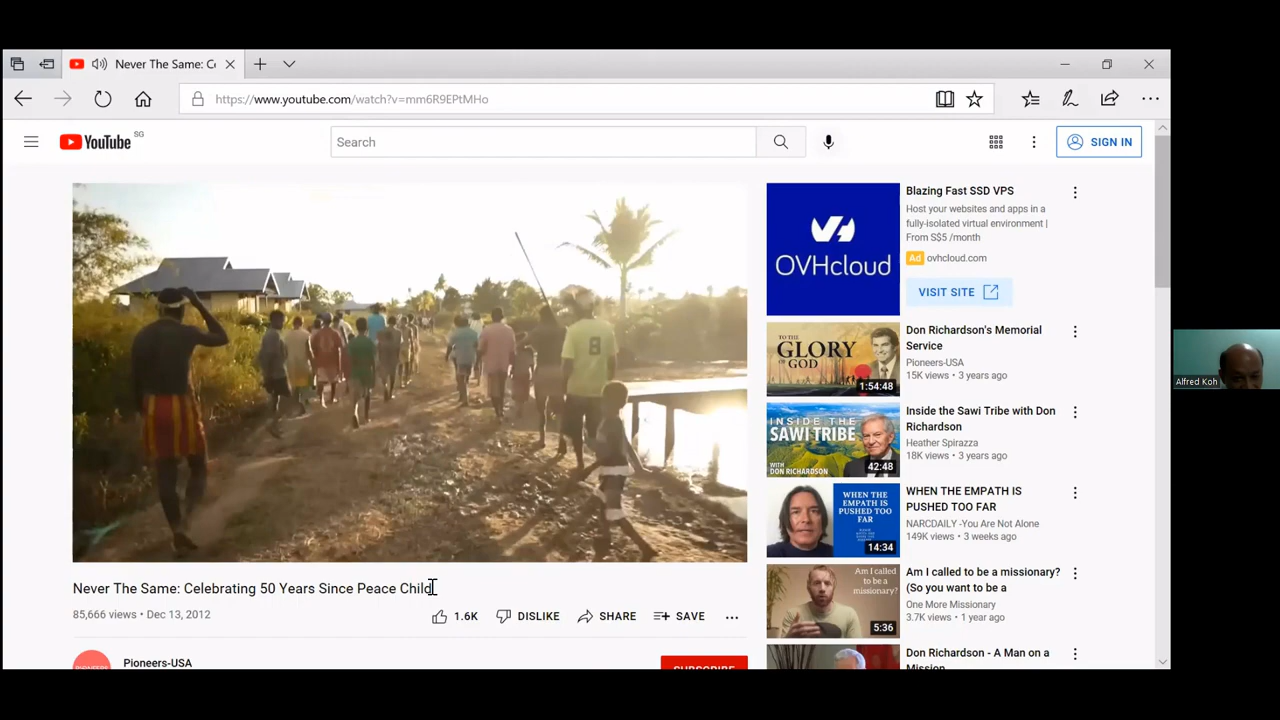 Never The Same: C
https://www.youtube.com/watch?v=mm6R9EPtMHo
YouTube SG
Search
SIGN IN
8
Never The Same: Celebrating 50 Years Since Peace Child
85,666 views • Dec 13, 2012
1.6K
DISLIKE
SHARE
SAVE
Pioneers-USA
SUBSCRIBE
OVHcloud
Blazing Fast SSD VPS
Host your websites and apps in a
fully-isolated virtual environment |
From S$5 /month
Ad ovhcloud.com
VISIT SITE
TO THE
GLORY
OF GOD
1:54:48
Don Richardson's Memorial
Service
Pioneers-USA
15K views • 3 years ago
INSIDE THE
SAWI TRIBE
WITH
DON RICHARDSON
42:48
Inside the Sawi Tribe with Don
Richardson
Heather Spirazza
18K views • 3 years ago
WHEN THE
EMPATH IS
PUSHED TOO
FAR
14:34
WHEN THE EMPATH IS
PUSHED TOO FAR
NARCDAILY -You Are Not Alone
149K views • 3 weeks ago
Am I called
to be a
missionary?
5:36
Am I called to be a missionary?
(So you want to be a
One More Missionary
3.7K views • 1 year ago
Don Richardson - A Man on a
Mission
Alfred Koh